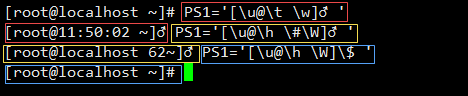 [root@localhost ~]# PS1='[\u@\t \w]♂ '
[root@11:50:02 ~]♂ PS1='[\u@\h \#\W]♂ '
[root@localhost 62~]♂ PS1='[\u@\h \W]\$ '
[root@localhost ~]#